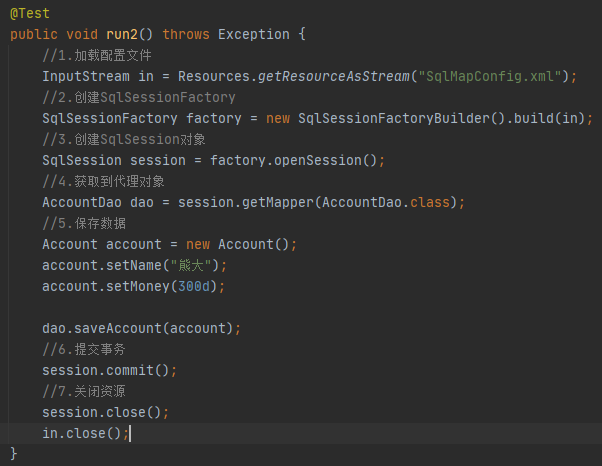 @Test
public void run2() throws Exception {
//1.加载配置文件
InputStream in = Resources.getResourceAsStream("SqlMapConfig.xml");
//2.创建SqlSessionFactory
SqlSessionFactory factory = new SqlSessionFactoryBuilder().build(in);
//3.创建SqlSession对象
SqlSession session = factory.openSession();
//4.获取到代理对象
AccountDao dao = session.getMapper(AccountDao.class);
//5.保存数据
Account account = new Account();
account.setName("熊大");
account.setMoney(300d);
dao.saveAccount(account);
//6.提交事务
session.commit();
//7.关闭资源
session.close();
in.close();
}